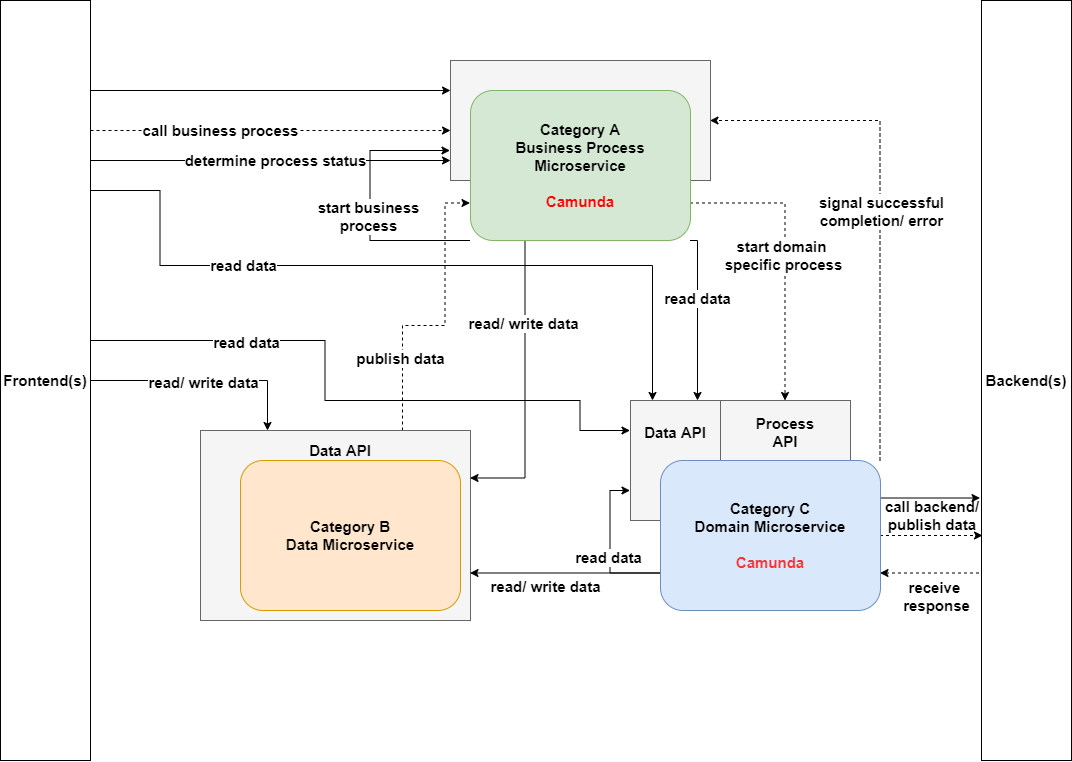 Category A
Business Process
Microservice
Camunda
call business process
determine process status
start business
process
signal successful
completion/ error
start domain
specific process
read data
read data
read/ write data
read data
publish data
Frontend(s)
read/ write data
Backend(s)
Data API
Process
API
Data API
Category B
Data Microservice
Category C
Domain Microservice
Camunda
call backend/
publish data
read data
read/ write data
receive
response